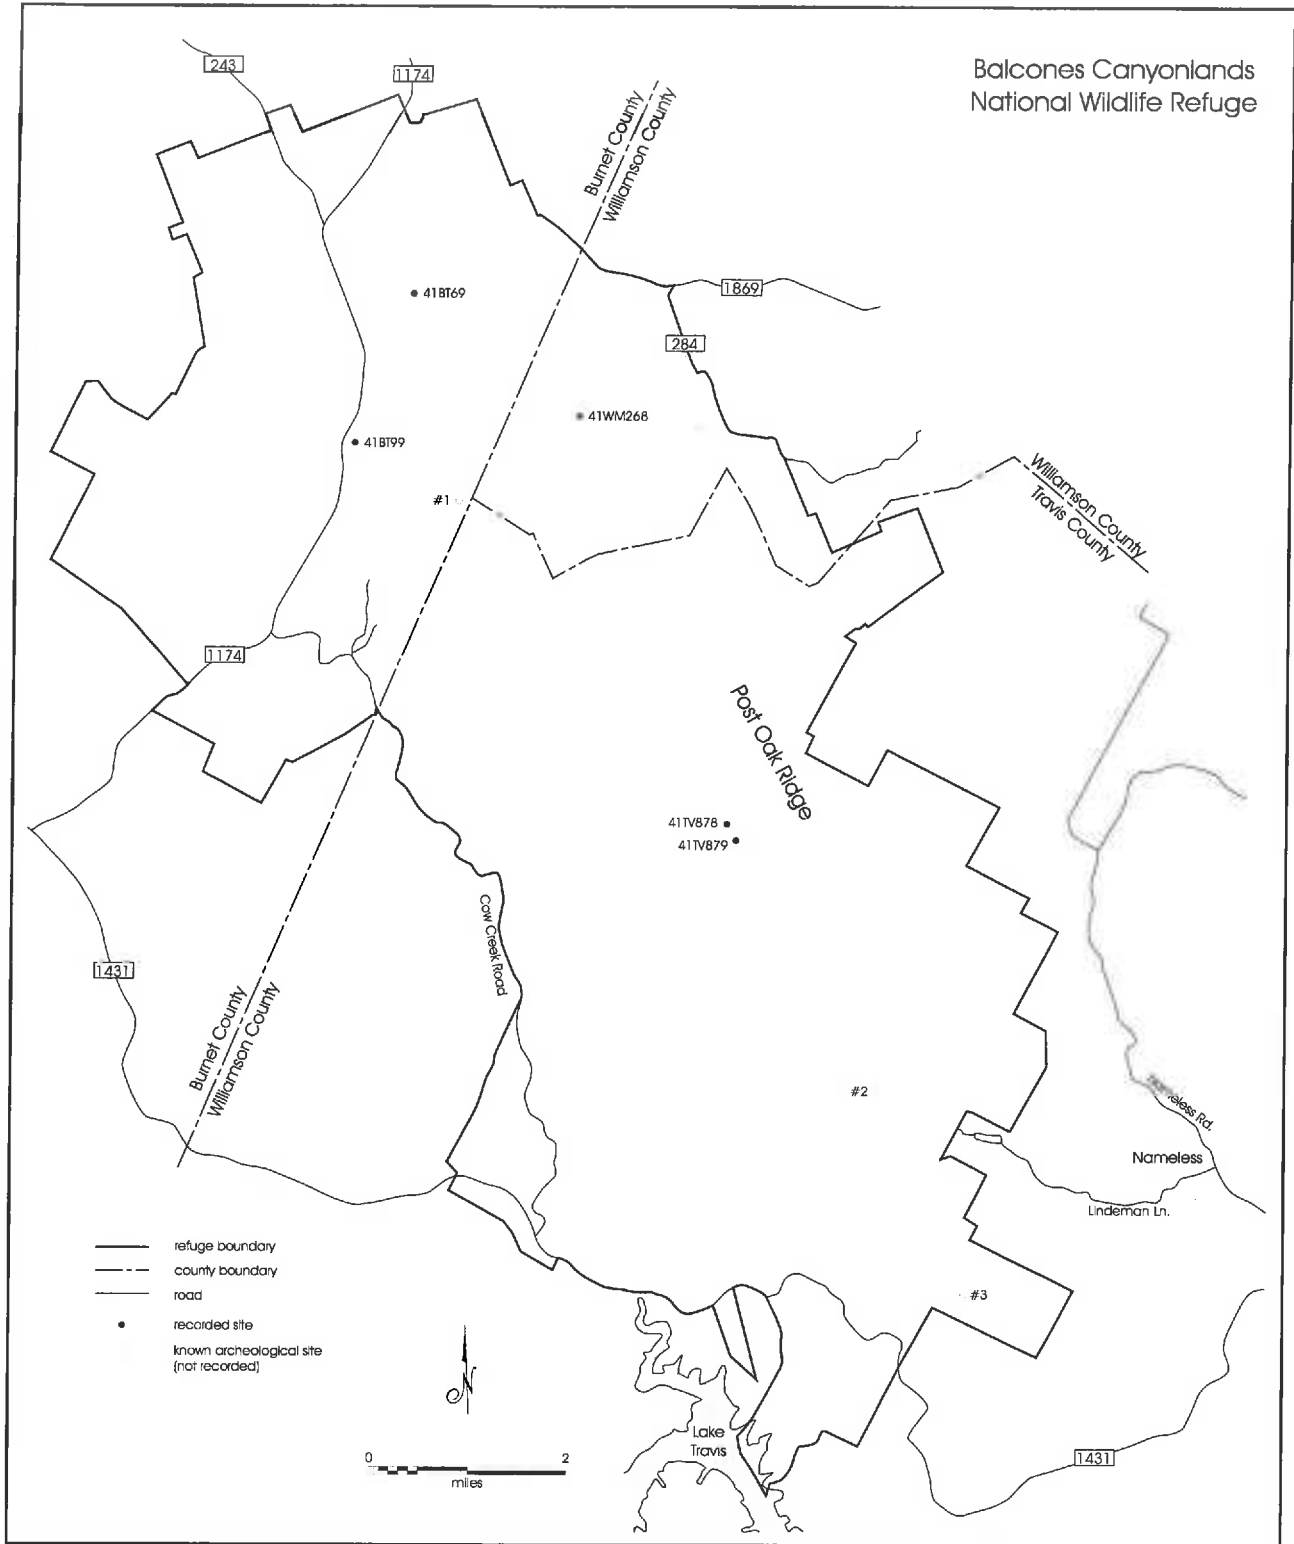 Balcones Canyonlands
National Wildlife Refuge
243
1174
Burnet County
Williamson County
1869
284
41BT69
41WM268
41BT99
#1
Williamson County
Travis County
1174
Post Oak Ridge
41TV878
41TV879
Cow Creek Road
1431
Burnet County
Williamson County
#2
Nameless Rd.
Nameless
Lindeman Ln.
#3
refuge boundary
county boundary
road
recorded site
known archeological site
(not recorded)
N
0 2
miles
Lake
Travis
1431